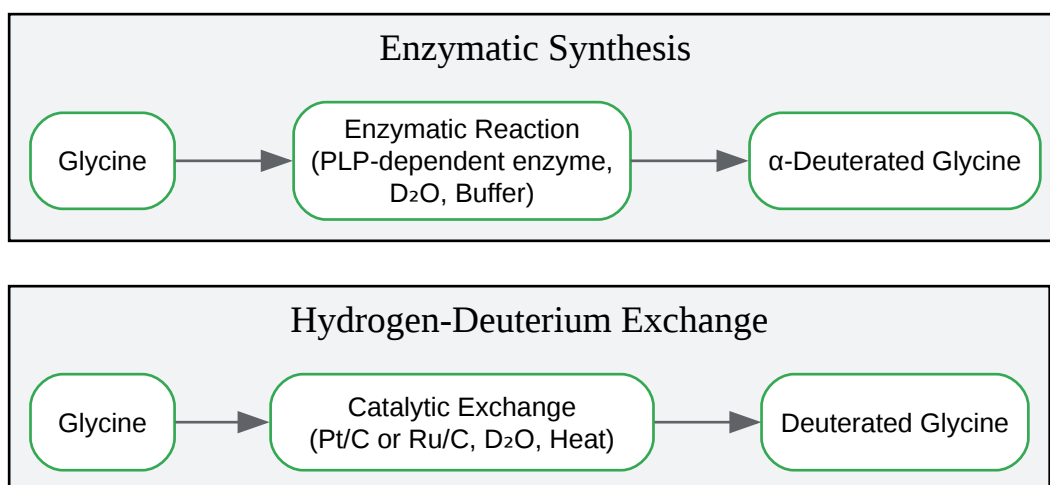 Enzymatic Synthesis
Glycine
Enzymatic Reaction
(PLP-dependent enzyme,
D₂O, Buffer)
α-Deuterated Glycine
Hydrogen-Deuterium Exchange
Glycine
Catalytic Exchange
(Pt/C or Ru/C, D₂O, Heat)
Deuterated Glycine